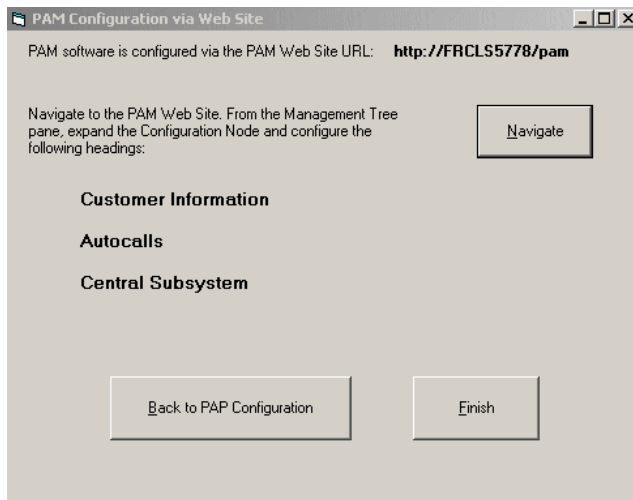 PAM Configuration via Web Site
PAM software is configured via the PAM Web Site URL: http://FRCLS5778/pam
Navigate to the PAM Web Site. From the Management Tree
pane, expand the Configuration Node and configure the
following headings:
Navigate
Customer Information
Autocalls
Central Subsystem
Back to PAP Configuration
Finish